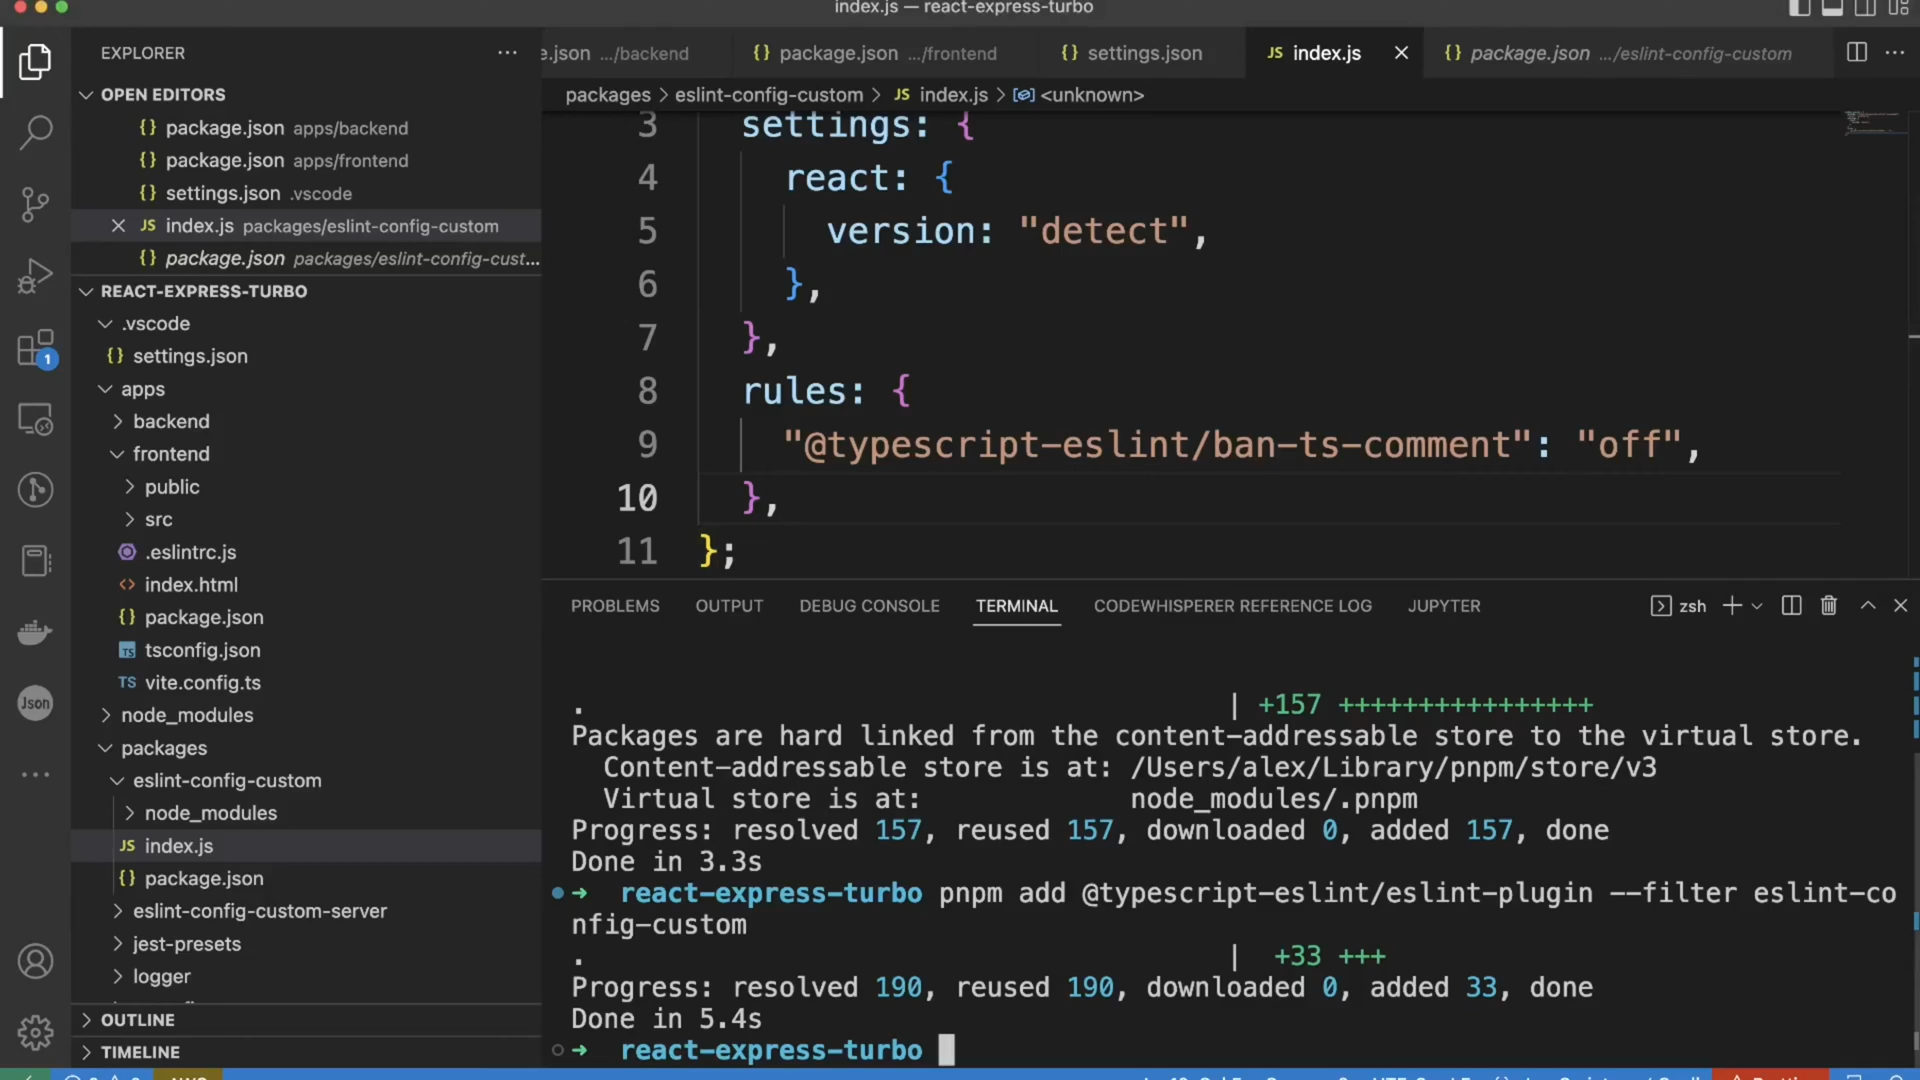 index.js — react-express-turbo
EXPLORER
OPEN EDITORS
package.json apps/backend
package.json apps/frontend
settings.json .vscode
JS index.js packages/eslint-config-custom
package.json packages/eslint-config-cust...
REACT-EXPRESS-TURBO
.vscode
{} settings.json
apps
backend
frontend
public
src
.eslintrc.js
<> index.html
{} package.json
TS tsconfig.json
TS vite.config.ts
node_modules
packages
eslint-config-custom
node_modules
JS index.js
{} package.json
eslint-config-custom-server
jest-presets
logger
OUTLINE
TIMELINE
1
Json
e.json .../backend
{} package.json .../frontend
{} settings.json
JS index.js
{} package.json .../eslint-config-custom
packages > eslint-config-custom > JS index.js > <unknown>
3 settings: {
4 react: {
5 version: "detect",
6 },
7 },
8 rules: {
9 "@typescript-eslint/ban-ts-comment": "off",
10 },
11 };
PROBLEMS OUTPUT DEBUG CONSOLE TERMINAL CODEWHISPERER REFERENCE LOG JUPYTER zsh
. | +157 ++++++++++++++++
Packages are hard linked from the content-addressable store to the virtual store.
Content-addressable store is at: /Users/alex/Library/pnpm/store/v3
Virtual store is at: node_modules/.pnpm
Progress: resolved 157, reused 157, downloaded 0, added 157, done
Done in 3.3s
→ react-express-turbo pnpm add @typescript-eslint/eslint-plugin --filter eslint-co
nfig-custom
. | +33 +++
Progress: resolved 190, reused 190, downloaded 0, added 33, done
Done in 5.4s
→ react-express-turbo